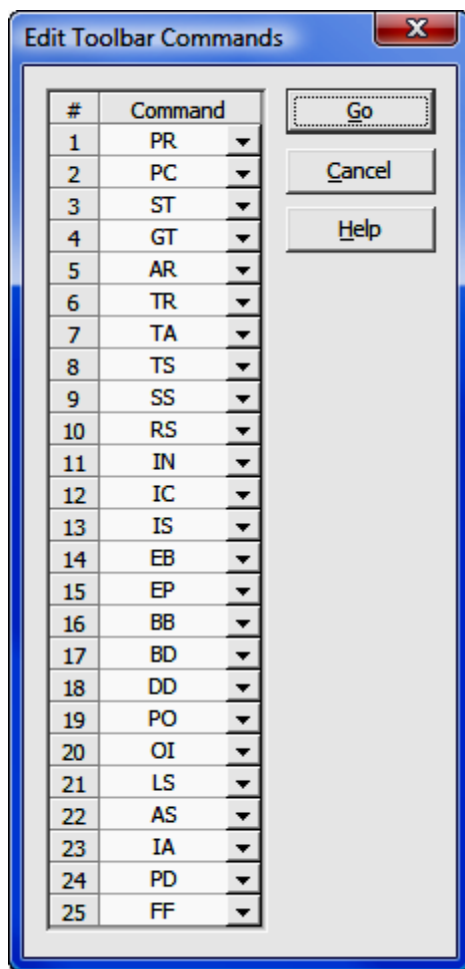 Edit Toolbar Commands
# Command
1 PR
2 PC
3 ST
4 GT
5 AR
6 TR
7 TA
8 TS
9 SS
10 RS
11 IN
12 IC
13 IS
14 EB
15 EP
16 BB
17 BD
18 DD
19 PO
20 OI
21 LS
22 AS
23 IA
24 PD
25 FF
Go
Cancel
Help